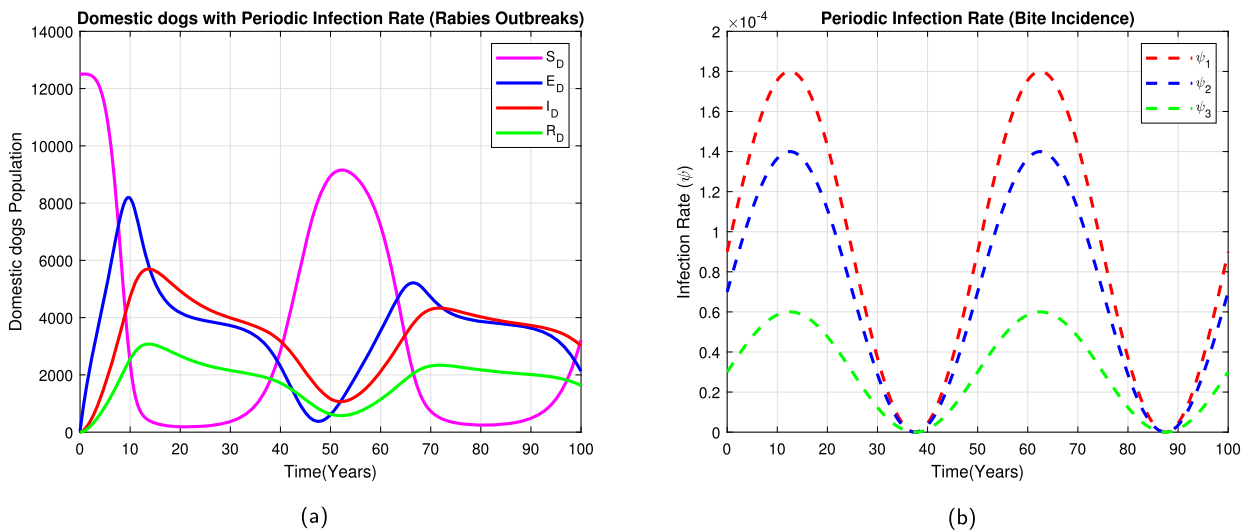 Domestic dogs with Periodic Infection Rate (Rabies Outbreaks)
14000
12000
10000
8000
6000
4000
2000
0
Domestic dogs Population
S_D
E_D
I_D
R_D
0 10 20 30 40 50 60 70 80 90 100
Time(Years)
(a)
Periodic Infection Rate (Bite Incidence)
×10^-4
2
1.8
1.6
1.4
1.2
1
0.8
0.6
0.4
0.2
0
Infection Rate (ψ)
ψ_1
ψ_2
ψ_3
0 10 20 30 40 50 60 70 80 90 100
Time(Years)
(b)